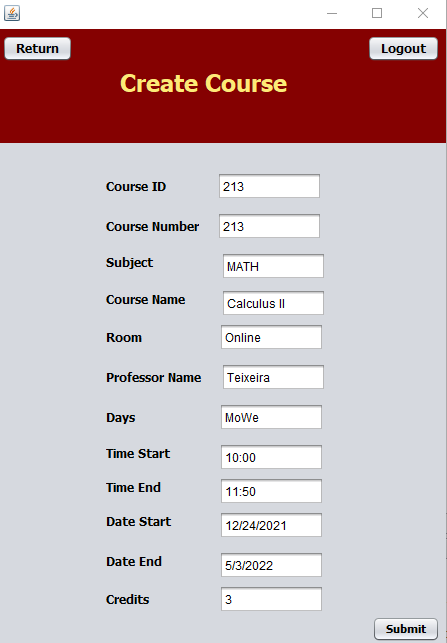 Return Logout
Create Course
Course ID 213
Course Number 213
Subject MATH
Course Name Calculus II
Room Online
Professor Name Teixeira
Days MoWe
Time Start 10:00
Time End 11:50
Date Start 12/24/2021
Date End 5/3/2022
Credits 3
Submit